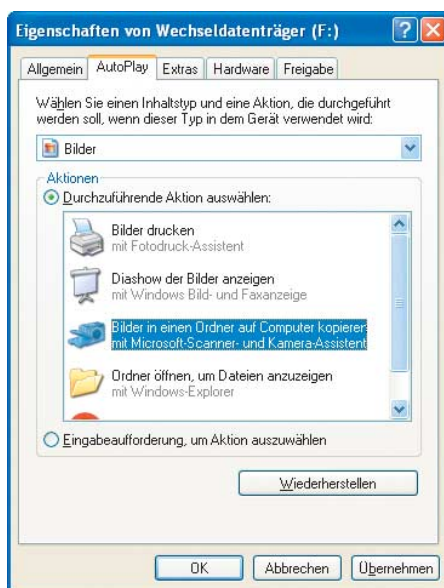 Eigenschaften von Wechseldatenträger (F:)
Allgemein AutoPlay Extras Hardware Freigabe
Wählen Sie einen Inhaltstyp und eine Aktion, die durchgeführt
werden soll, wenn dieser Typ in dem Gerät verwendet wird:
Bilder
Aktionen
Durchzuführende Aktion auswählen:
Bilder drucken
mit Fotodruck-Assistent
Diashow der Bilder anzeigen
mit Windows Bild- und Faxanzeige
Bilder in einen Ordner auf Computer kopieren
mit Microsoft-Scanner- und Kamera-Assistent
Ordner öffnen, um Dateien anzuzeigen
mit Windows-Explorer
Eingabeaufforderung, um Aktion auszuwählen
Wiederherstellen
OK Abbrechen Übernehmen